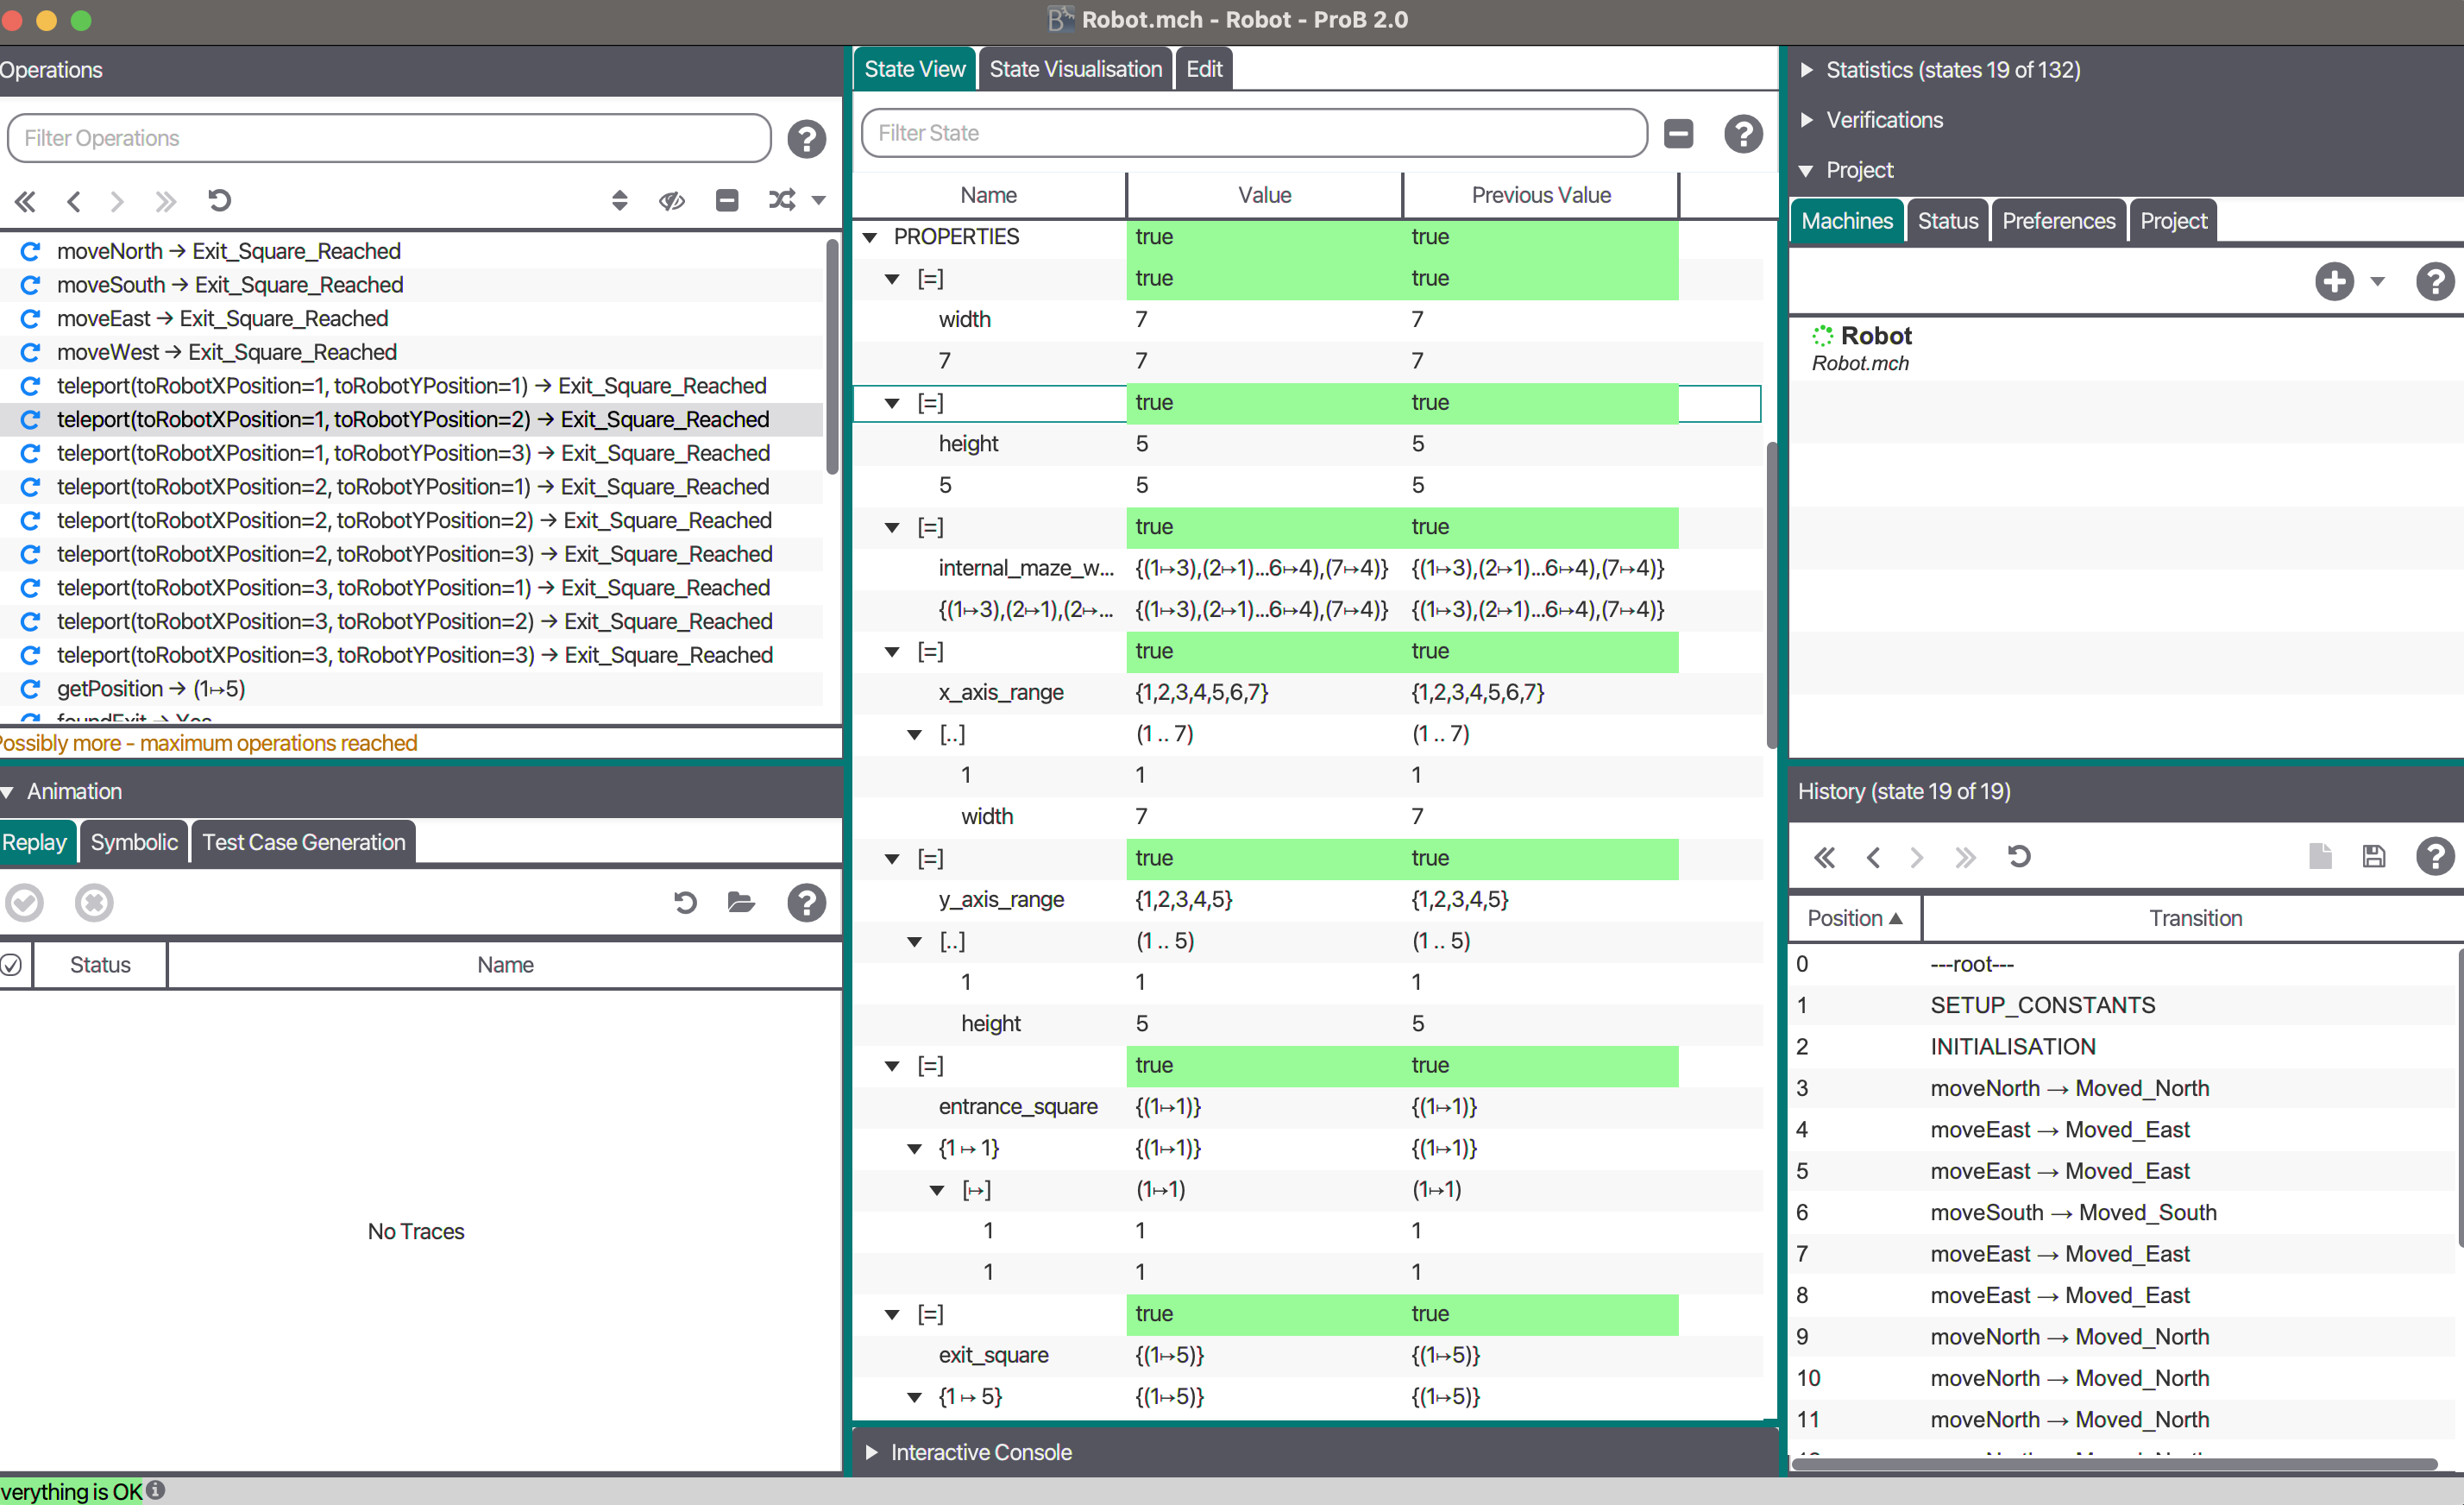 Robot.mch - Robot - ProB 2.0
Operations
Filter Operations
moveNorth → Exit_Square_Reached
moveSouth → Exit_Square_Reached
moveEast → Exit_Square_Reached
moveWest → Exit_Square_Reached
teleport(toRobotXPosition=1, toRobotYPosition=1) → Exit_Square_Reached
teleport(toRobotXPosition=1, toRobotYPosition=2) → Exit_Square_Reached
teleport(toRobotXPosition=1, toRobotYPosition=3) → Exit_Square_Reached
teleport(toRobotXPosition=2, toRobotYPosition=1) → Exit_Square_Reached
teleport(toRobotXPosition=2, toRobotYPosition=2) → Exit_Square_Reached
teleport(toRobotXPosition=2, toRobotYPosition=3) → Exit_Square_Reached
teleport(toRobotXPosition=3, toRobotYPosition=1) → Exit_Square_Reached
teleport(toRobotXPosition=3, toRobotYPosition=2) → Exit_Square_Reached
teleport(toRobotXPosition=3, toRobotYPosition=3) → Exit_Square_Reached
getPosition → (1↦5)
foundExit → Yes
Possibly more - maximum operations reached
Animation
Replay Symbolic Test Case Generation
Status Name
No Traces
verything is OK
State View State Visualisation Edit
Filter State
Name Value Previous Value
PROPERTIES true true
[=] true true
width 7 7
7 7 7
[=] true true
height 5 5
5 5 5
[=] true true
internal_maze_w... {(1↦3),(2↦1)...6↦4),(7↦4)} {(1↦3),(2↦1)...6↦4),(7↦4)}
{(1↦3),(2↦1),(2↦... {(1↦3),(2↦1)...6↦4),(7↦4)} {(1↦3),(2↦1)...6↦4),(7↦4)}
[=] true true
x_axis_range {1,2,3,4,5,6,7} {1,2,3,4,5,6,7}
[..] (1 .. 7) (1 .. 7)
1 1 1
width 7 7
[=] true true
y_axis_range {1,2,3,4,5} {1,2,3,4,5}
[..] (1 .. 5) (1 .. 5)
1 1 1
height 5 5
[=] true true
entrance_square {(1↦1)} {(1↦1)}
{1 ↦ 1} {(1↦1)} {(1↦1)}
[↦] (1↦1) (1↦1)
1 1 1
1 1 1
[=] true true
exit_square {(1↦5)} {(1↦5)}
{1 ↦ 5} {(1↦5)} {(1↦5)}
Interactive Console
Statistics (states 19 of 132)
Verifications
Project
Machines Status Preferences Project
Robot
Robot.mch
History (state 19 of 19)
Position Transition
0 ---root---
1 SETUP_CONSTANTS
2 INITIALISATION
3 moveNorth → Moved_North
4 moveEast → Moved_East
5 moveEast → Moved_East
6 moveSouth → Moved_South
7 moveEast → Moved_East
8 moveEast → Moved_East
9 moveNorth → Moved_North
10 moveNorth → Moved_North
11 moveNorth → Moved_North